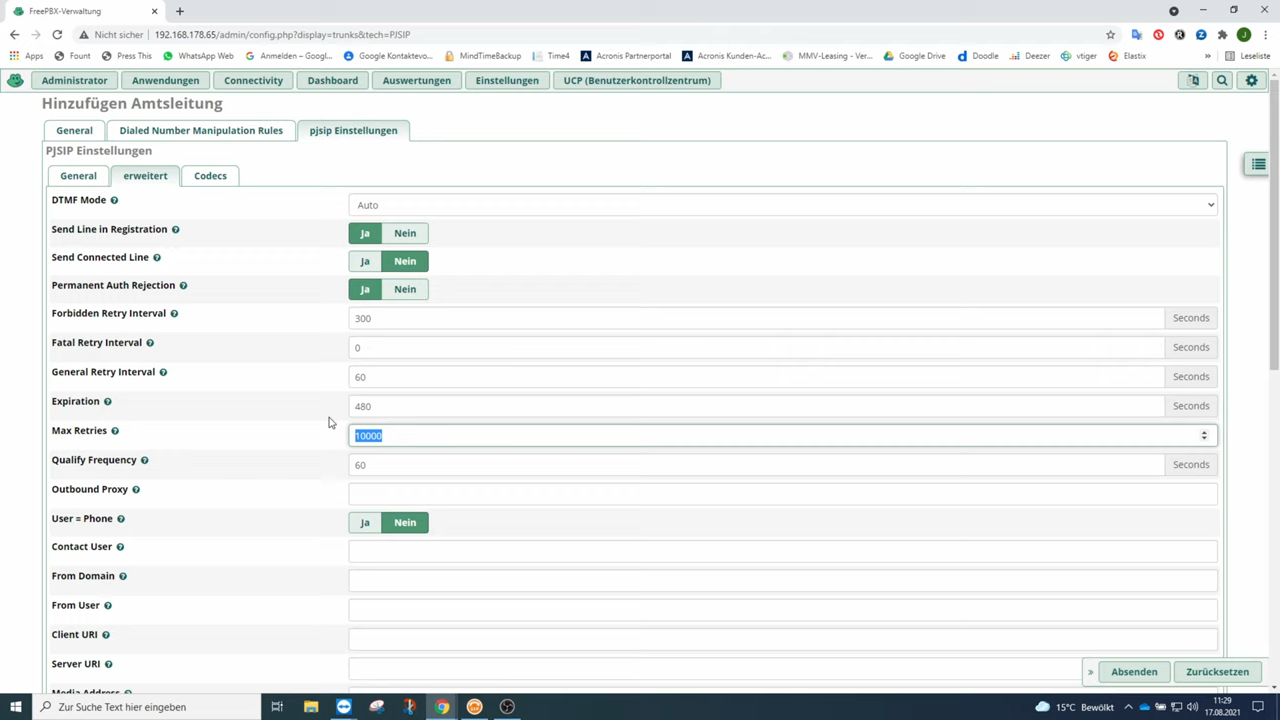 FreePBX-Verwaltung
Nicht sicher 192.168.178.65/admin/config.php?display=trunks&tech=PJSIP
Apps Fount Press This WhatsApp Web Anmelden – Googl... Google Kontaktevo... MindTimeBackup Time4 Acronis Partnerportal Acronis Kunden-Ac... MMV-Leasing - Ver... Google Drive Doodle Deezer vtiger Elastix » Leseliste
Administrator Anwendungen Connectivity Dashboard Auswertungen Einstellungen UCP (Benutzerkontrollzentrum)
Hinzufügen Amtsleitung
General Dialed Number Manipulation Rules pjsip Einstellungen
PJSIP Einstellungen
General erweitert Codecs
DTMF Mode Auto
Send Line in Registration Ja Nein
Send Connected Line Ja Nein
Permanent Auth Rejection Ja Nein
Forbidden Retry Interval 300 Seconds
Fatal Retry Interval 0 Seconds
General Retry Interval 60 Seconds
Expiration 480 Seconds
Max Retries 10000
Qualify Frequency 60 Seconds
Outbound Proxy
User = Phone Ja Nein
Contact User
From Domain
From User
Client URI
Server URI
» Absenden Zurücksetzen
Media Address
Zur Suche Text hier eingeben
15°C Bewölkt
11:29
17.08.2021